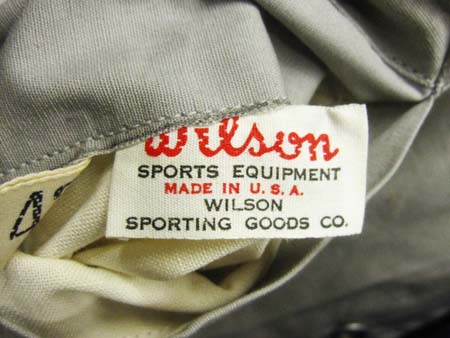 Wilson
SPORTS EQUIPMENT
MADE IN U.S.A.
WILSON
SPORTING GOODS CO.